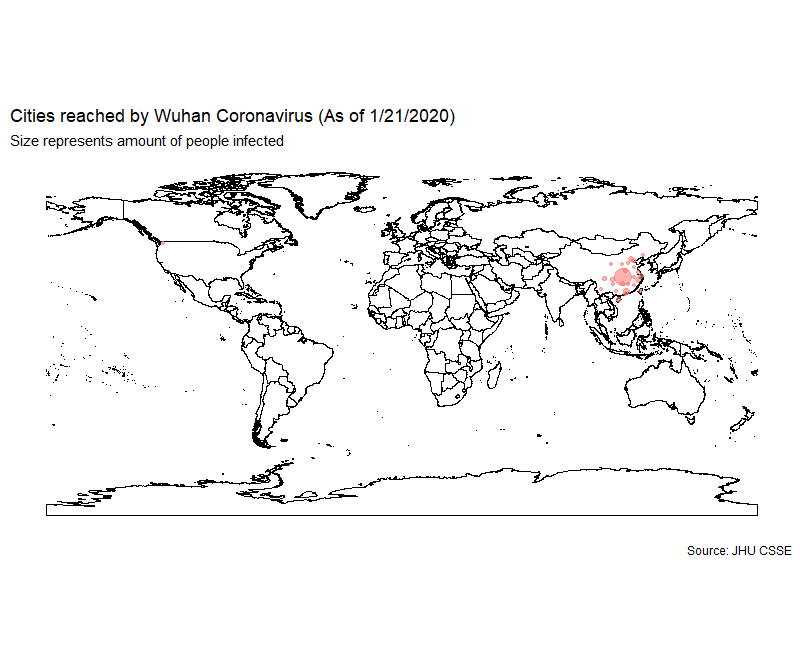 Cities reached by Wuhan Coronavirus (As of 1/21/2020)
Size represents amount of people infected
Source: JHU CSSE